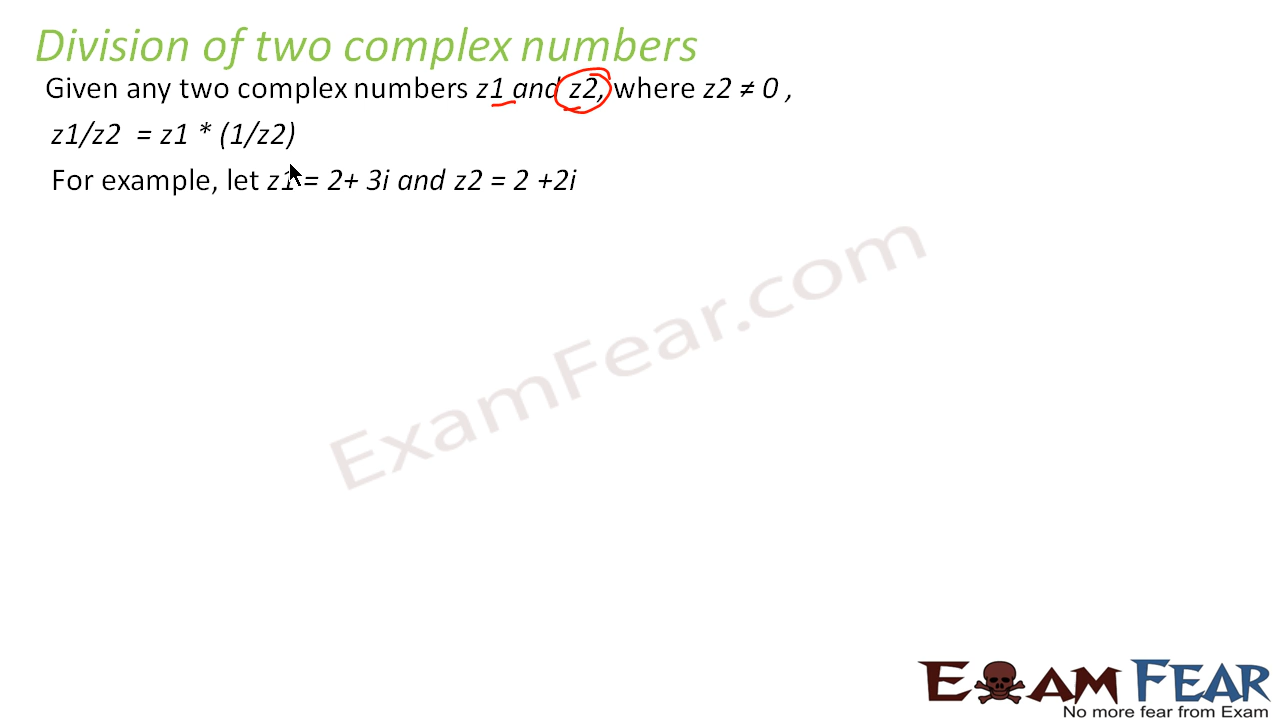 Division of two complex numbers
Given any two complex numbers z1 and z2, where z2 ≠ 0 ,
z1/z2 = z1 * (1/z2)
For example, let z1 = 2+ 3i and z2 = 2 +2i
ExamFear.com
EXAM FEAR
No more fear from Exam